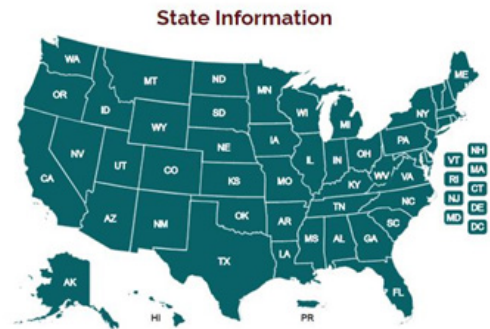 State Information
WA
MT
ND
MN
ME
OR
ID
SD
WI
NY
WY
MI
IA
NE
PA
NV
UT
CO
IL
IN
OH
NH
VT
MA
CA
KS
MO
WV
VA
RI
CT
KY
NJ
DE
MD
DC
NC
TN
AZ
NM
OK
AR
SC
MS
AL
GA
TX
LA
FL
AK
HI
PR